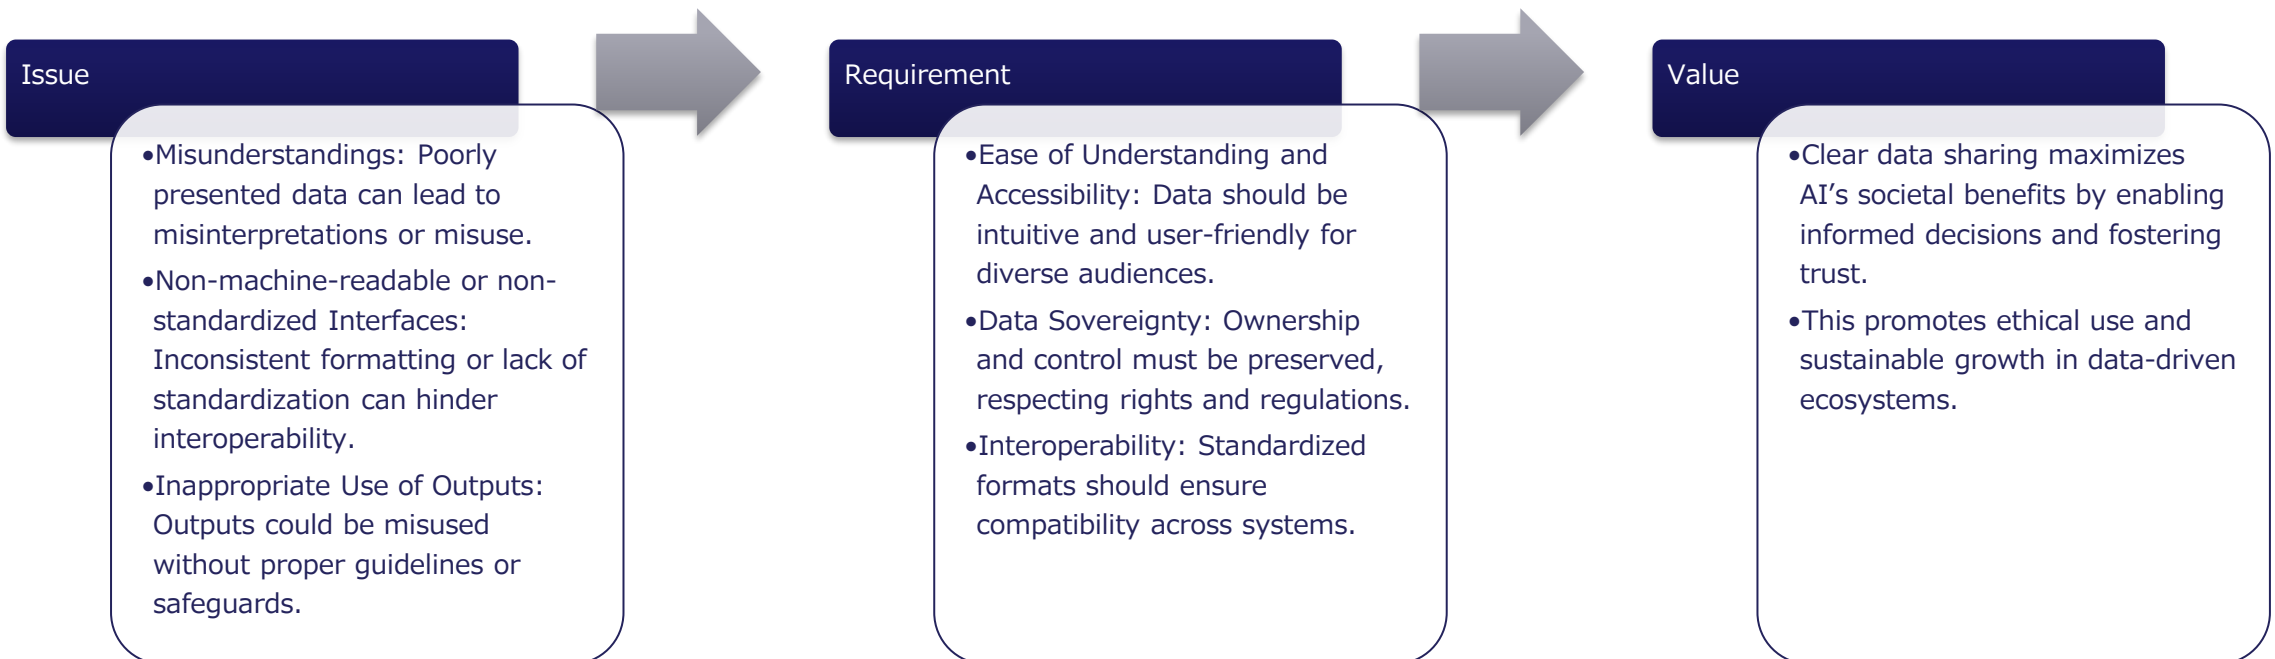 Issue
•Misunderstandings: Poorly
presented data can lead to
misinterpretations or misuse.
•Non-machine-readable or non-
standardized Interfaces:
Inconsistent formatting or lack of
standardization can hinder
interoperability.
•Inappropriate Use of Outputs:
Outputs could be misused
without proper guidelines or
safeguards.
Requirement
•Ease of Understanding and
Accessibility: Data should be
intuitive and user-friendly for
diverse audiences.
•Data Sovereignty: Ownership
and control must be preserved,
respecting rights and regulations.
•Interoperability: Standardized
formats should ensure
compatibility across systems.
Value
•Clear data sharing maximizes
AI’s societal benefits by enabling
informed decisions and fostering
trust.
•This promotes ethical use and
sustainable growth in data-driven
ecosystems.